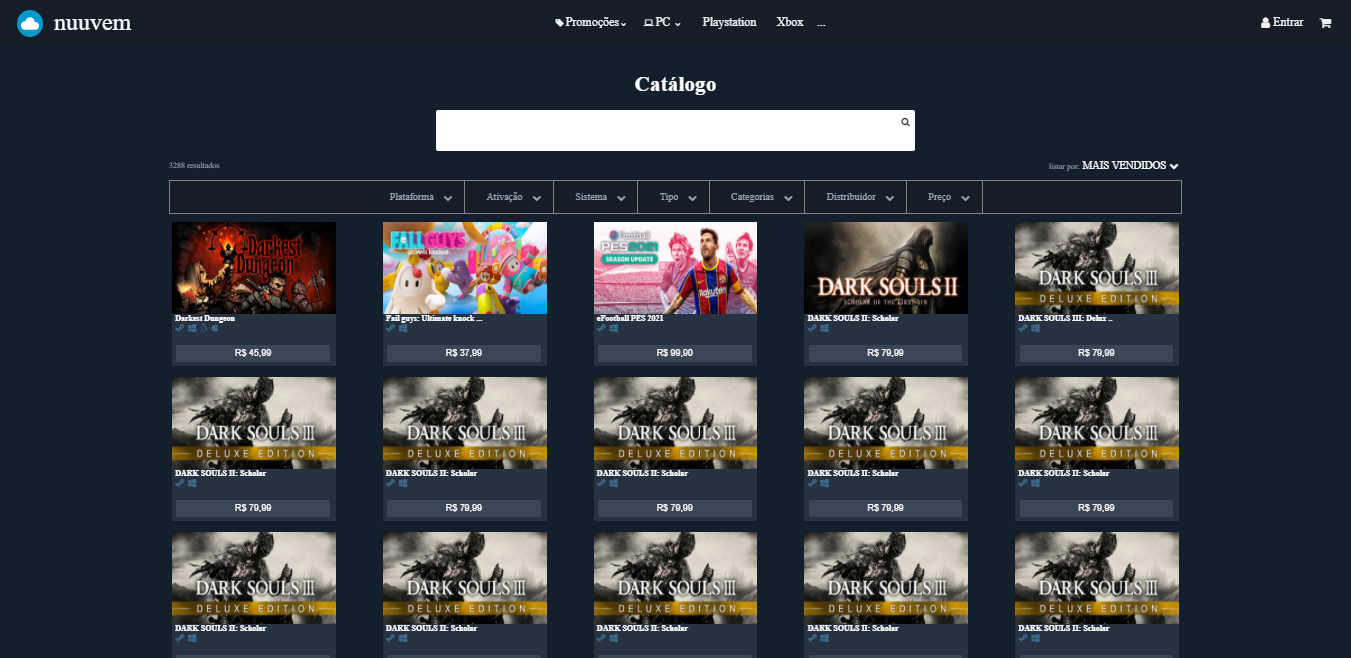 nuuvem Promoções PC Playstation Xbox ... Entrar
Catálogo
3288 resultados listar por: MAIS VENDIDOS
Plataforma Ativação Sistema Tipo Categorias Distribuidor Preço
Darkest Dungeon
FALL GUYS
ULTIMATE KNOCKOUT
eFootball
PES 2021
SEASON UPDATE
Rakuten
DARK SOULS II
SCHOLAR OF THE FIRST SIN
DARK SOULS III
DELUXE EDITION
Darkest Dungeon Fail guys: Ultimate knock ... eFootball PES 2021 DARK SOULS II: Scholar DARK SOULS III: Delux ..
R$ 45,99 R$ 37,99 R$ 99,90 R$ 79,99 R$ 79,99
DARK SOULS III DARK SOULS III DARK SOULS III DARK SOULS III DARK SOULS III
DELUXE EDITION DELUXE EDITION DELUXE EDITION DELUXE EDITION DELUXE EDITION
DARK SOULS II: Scholar DARK SOULS II: Scholar DARK SOULS II: Scholar DARK SOULS II: Scholar DARK SOULS II: Scholar
R$ 79,99 R$ 79,99 R$ 79,99 R$ 79,99 R$ 79,99
DARK SOULS III DARK SOULS III DARK SOULS III DARK SOULS III DARK SOULS III
DELUXE EDITION DELUXE EDITION DELUXE EDITION DELUXE EDITION DELUXE EDITION
DARK SOULS II: Scholar DARK SOULS II: Scholar DARK SOULS II: Scholar DARK SOULS II: Scholar DARK SOULS II: Scholar